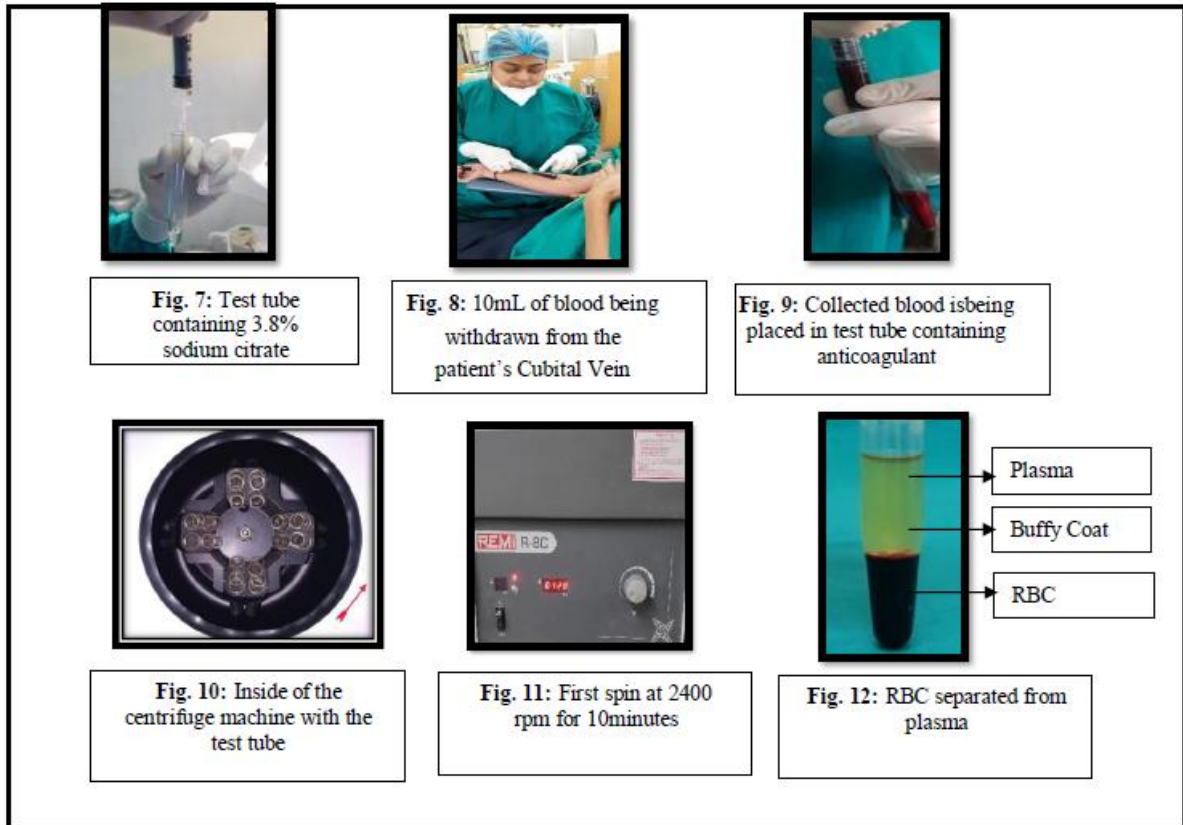 Fig. 7: Test tube
containing 3.8%
sodium citrate
Fig. 8: 10mL of blood being
withdrawn from the
patient's Cubital Vein
Fig. 9: Collected blood isbeing
placed in test tube containing
anticoagulant
REMI R-8C
Plasma
Buffy Coat
RBC
Fig. 10: Inside of the
centrifuge machine with the
test tube
Fig. 11: First spin at 2400
rpm for 10minutes
Fig. 12: RBC separated from
plasma